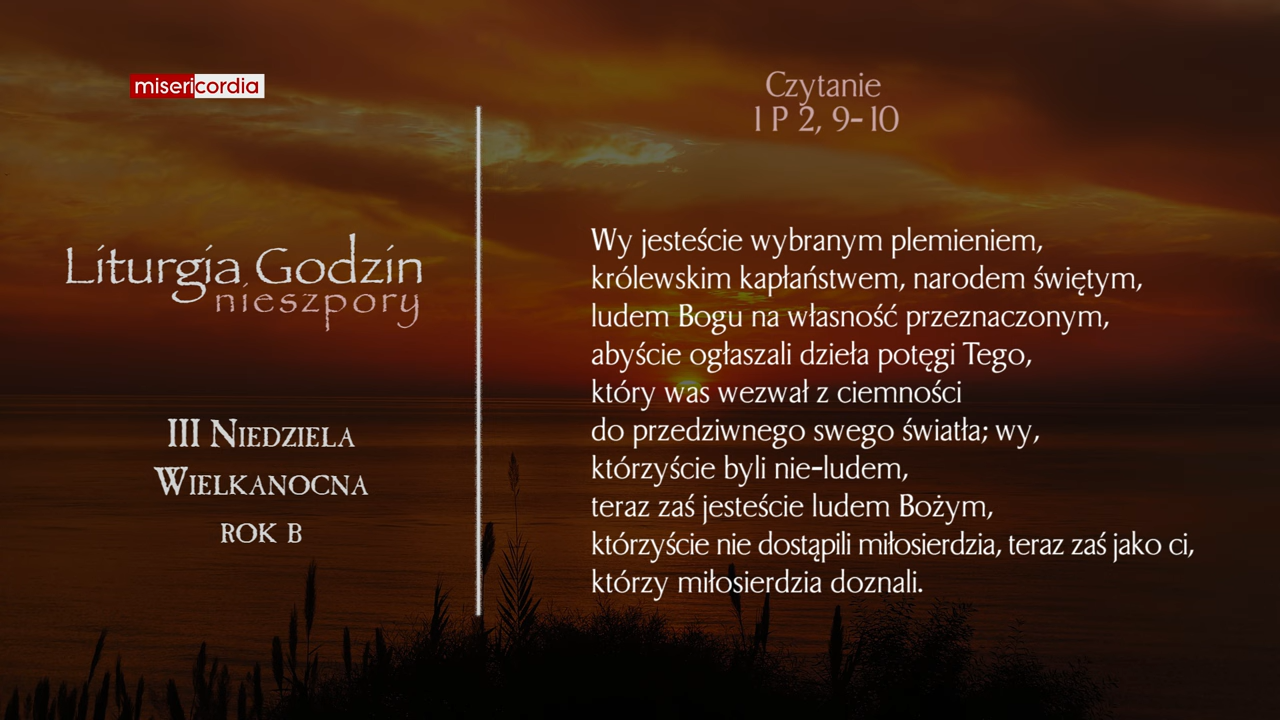 misericordia
Liturgia Godzin
nieszpory
III Niedziela
Wielkanocna
rok B
Czytanie
1 P 2, 9-10
Wy jesteście wybranym plemieniem,
królewskim kapłaństwem, narodem świętym,
ludem Bogu na własność przeznaczonym,
abyście ogłaszali dzieła potęgi Tego,
który was wezwał z ciemności
do przedziwnego swego światła; wy,
którzyście byli nie-ludem,
teraz zaś jesteście ludem Bożym,
którzyście nie dostąpili miłosierdzia, teraz zaś jako ci,
którzy miłosierdzia doznali.